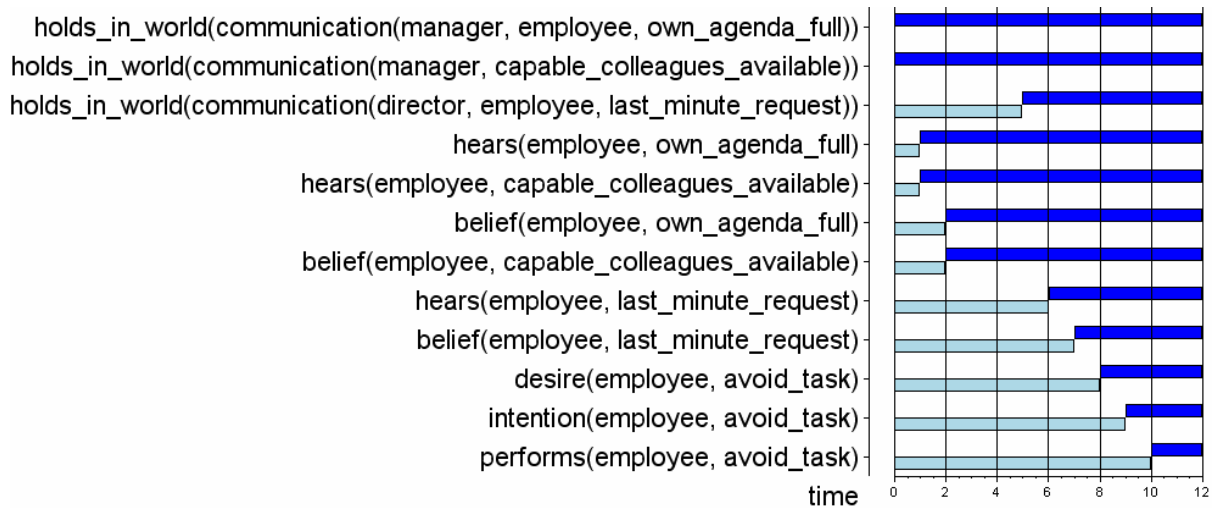 holds_in_world(communication(manager, employee, own_agenda_full))
holds_in_world(communication(manager, capable_colleagues_available))
holds_in_world(communication(director, employee, last_minute_request))
hears(employee, own_agenda_full)
hears(employee, capable_colleagues_available)
belief(employee, own_agenda_full)
belief(employee, capable_colleagues_available)
hears(employee, last_minute_request)
belief(employee, last_minute_request)
desire(employee, avoid_task)
intention(employee, avoid_task)
performs(employee, avoid_task)
time 0 2 4 6 8 10 12